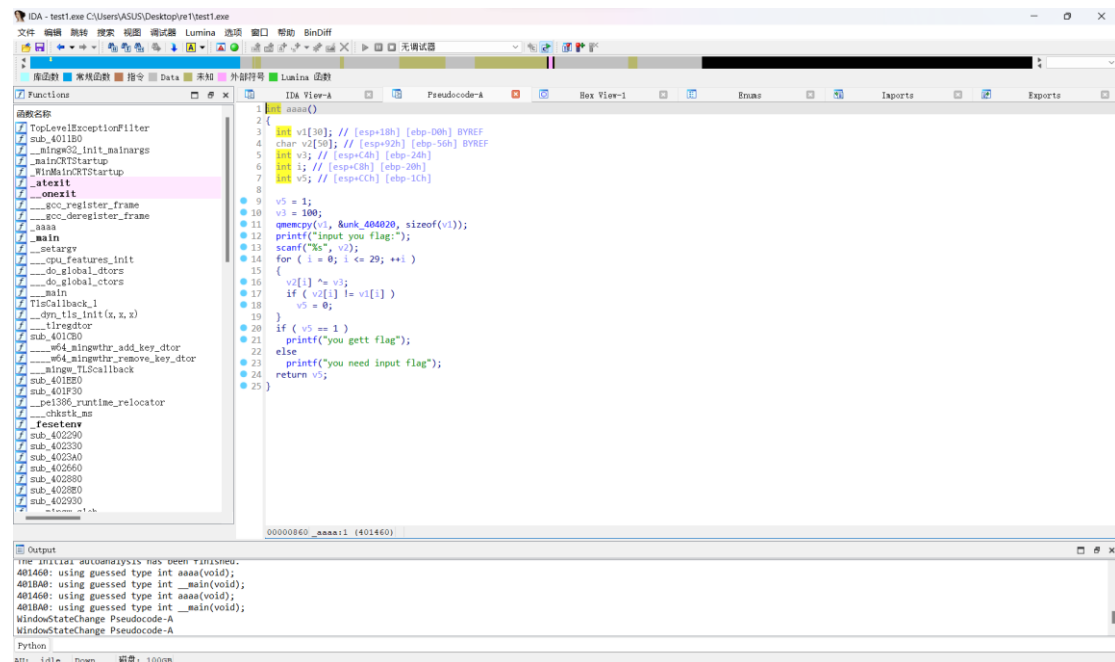 IDA - test1.exe C:\Users\ASUS\Desktop\re1\test1.exe
文件 编辑 跳转 搜索 视图 调试器 Lumina 选项 窗口 帮助 BinDiff
无调试器
库函数 常规函数 指令 Data 未知 外部符号 Lumina 函数
Functions
IDA View-A Pseudocode-A Hex View-1 Enums Imports Exports
函数名称
TopLevelExceptionFilter
sub_4011B0
__mingw32_init_mainargs
_mainCRTStartup
_WinMainCRTStartup
_atexit
__onexit
___gcc_register_frame
___gcc_deregister_frame
_aaaa
_main
__setargv
___cpu_features_init
___do_global_dtors
___do_global_ctors
___main
TlsCallback_1
__dyn_tls_init(x,x,x)
___tlregdtor
sub_401CB0
____w64_mingwthr_add_key_dtor
____w64_mingwthr_remove_key_dtor
___mingw_TLScallback
sub_401EE0
sub_401F30
__pei386_runtime_relocator
___chkstk_ms
_fesetenv
sub_402290
sub_402330
sub_4023A0
sub_402660
sub_402880
sub_4028E0
sub_402930
1 int aaaa()
2 {
3 int v1[30]; // [esp+18h] [ebp-D0h] BYREF
4 char v2[50]; // [esp+92h] [ebp-56h] BYREF
5 int v3; // [esp+C4h] [ebp-24h]
6 int i; // [esp+C8h] [ebp-20h]
7 int v5; // [esp+CCh] [ebp-1Ch]
8
9 v5 = 1;
10 v3 = 100;
11 qmemcpy(v1, &unk_404020, sizeof(v1));
12 printf("input you flag:");
13 scanf("%s", v2);
14 for ( i = 0; i <= 29; ++i )
15 {
16 v2[i] ^= v3;
17 if ( v2[i] != v1[i] )
18 v5 = 0;
19 }
20 if ( v5 == 1 )
21 printf("you gett flag");
22 else
23 printf("you need input flag");
24 return v5;
25 }
00000860 _aaaa:1 (401460)
Output
The initial autoanalysis has been finished.
401460: using guessed type int aaaa(void);
401BA0: using guessed type int __main(void);
401460: using guessed type int aaaa(void);
401BA0: using guessed type int __main(void);
WindowStateChange Pseudocode-A
WindowStateChange Pseudocode-A
Python
AU: idle Down 磁盘: 100GB